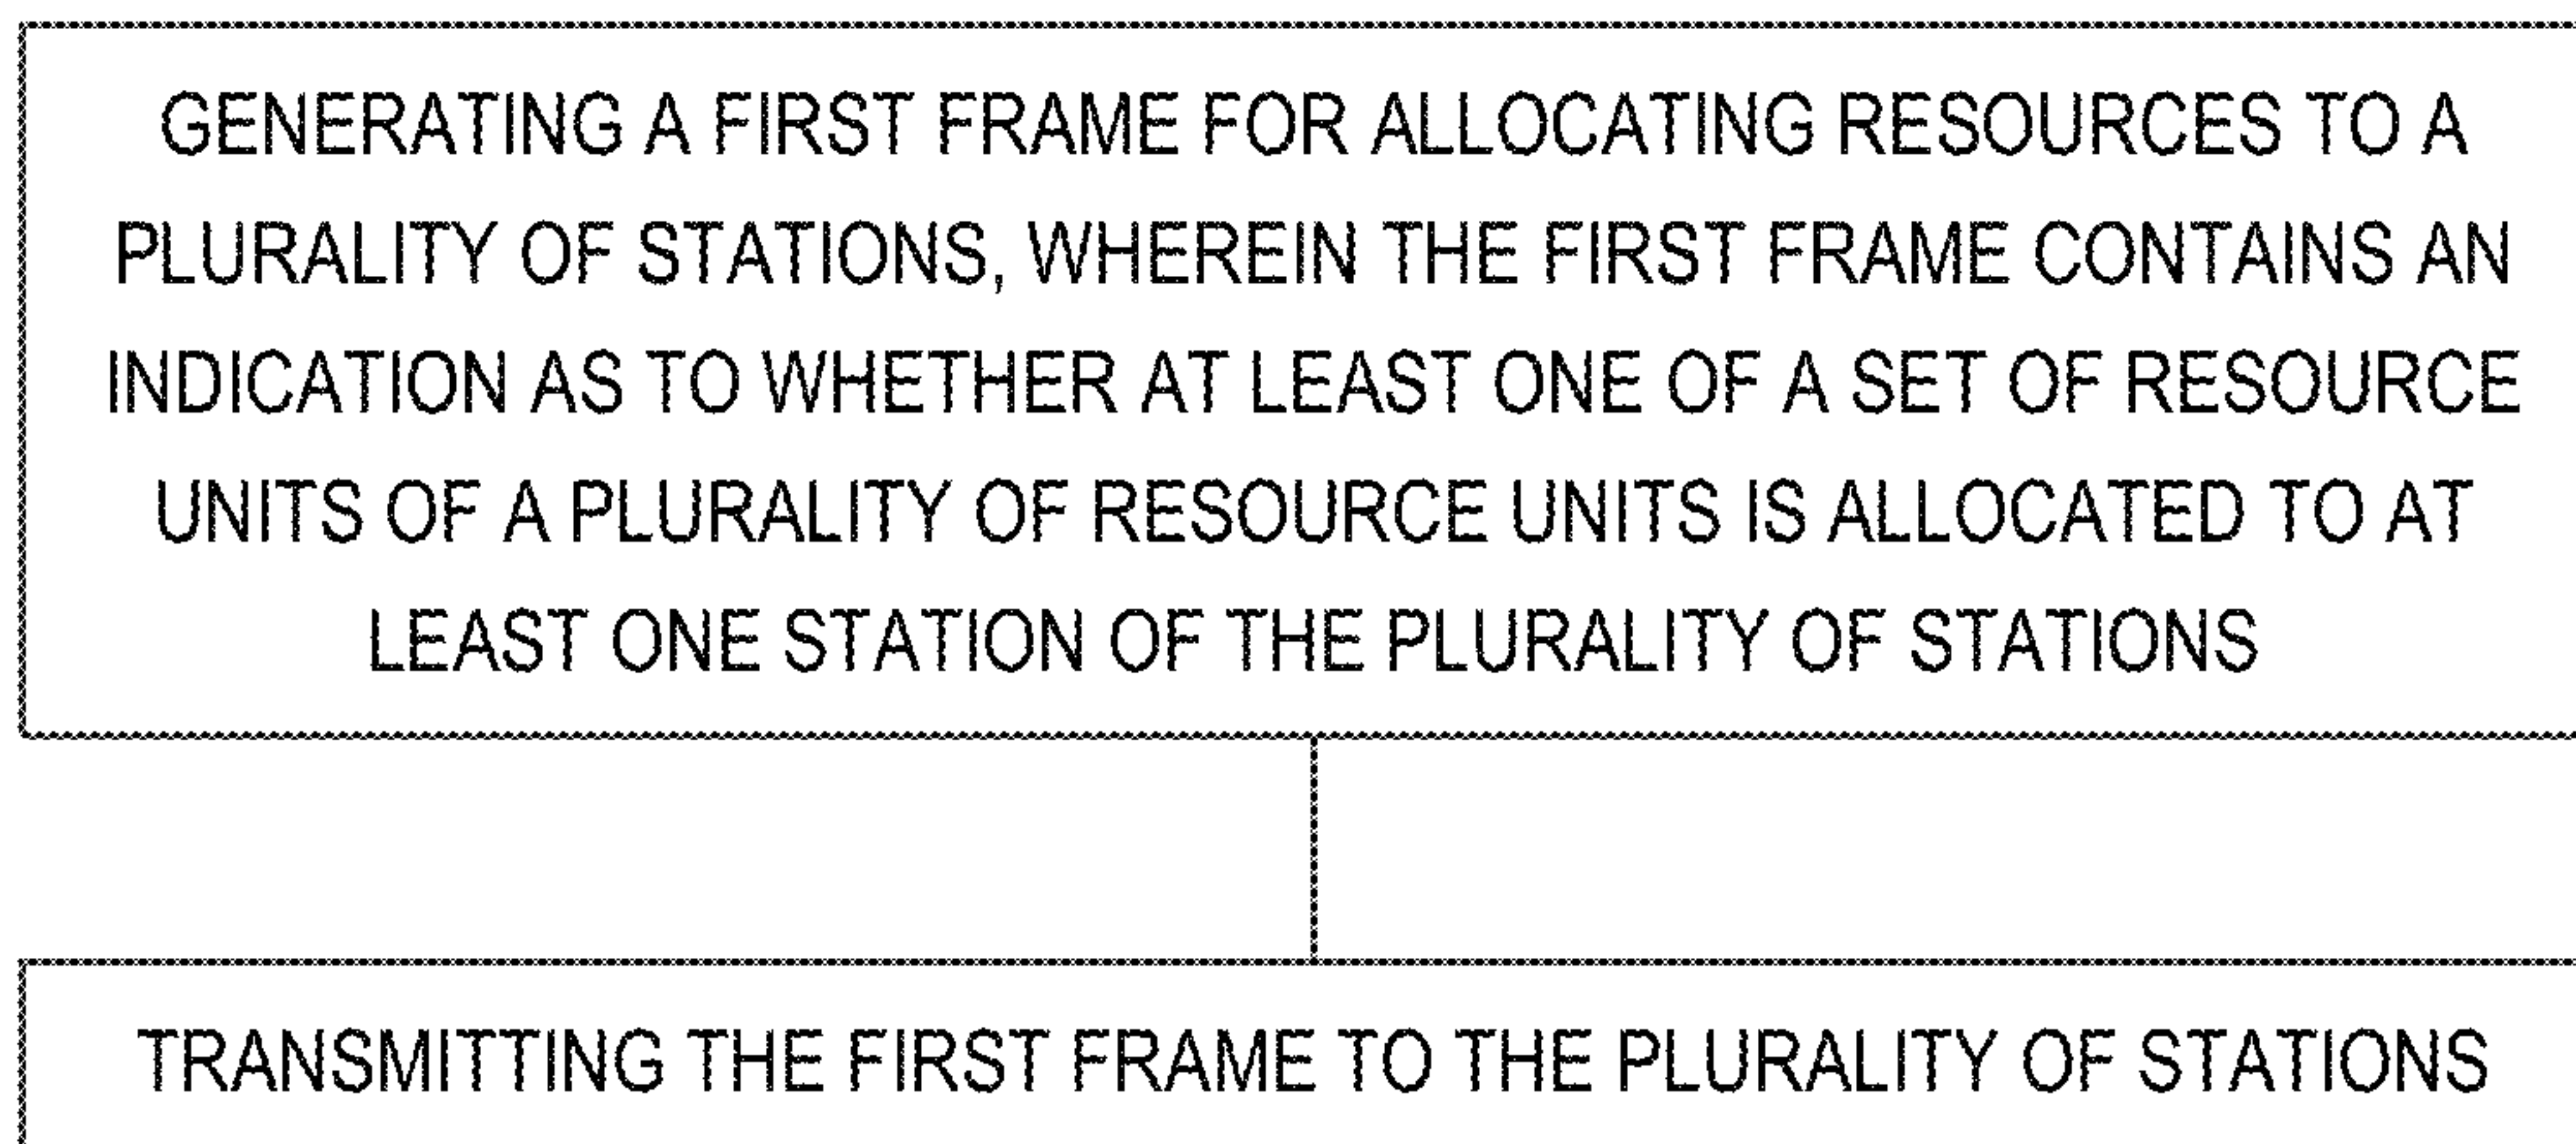 GENERATING A FIRST FRAME FOR ALLOCATING RESOURCES TO A
PLURALITY OF STATIONS, WHEREIN THE FIRST FRAME CONTAINS AN
INDICATION AS TO WHETHER AT LEAST ONE OF A SET OF RESOURCE
UNITS OF A PLURALITY OF RESOURCE UNITS IS ALLOCATED TO AT
LEAST ONE STATION OF THE PLURALITY OF STATIONS
TRANSMITTING THE FIRST FRAME TO THE PLURALITY OF STATIONS